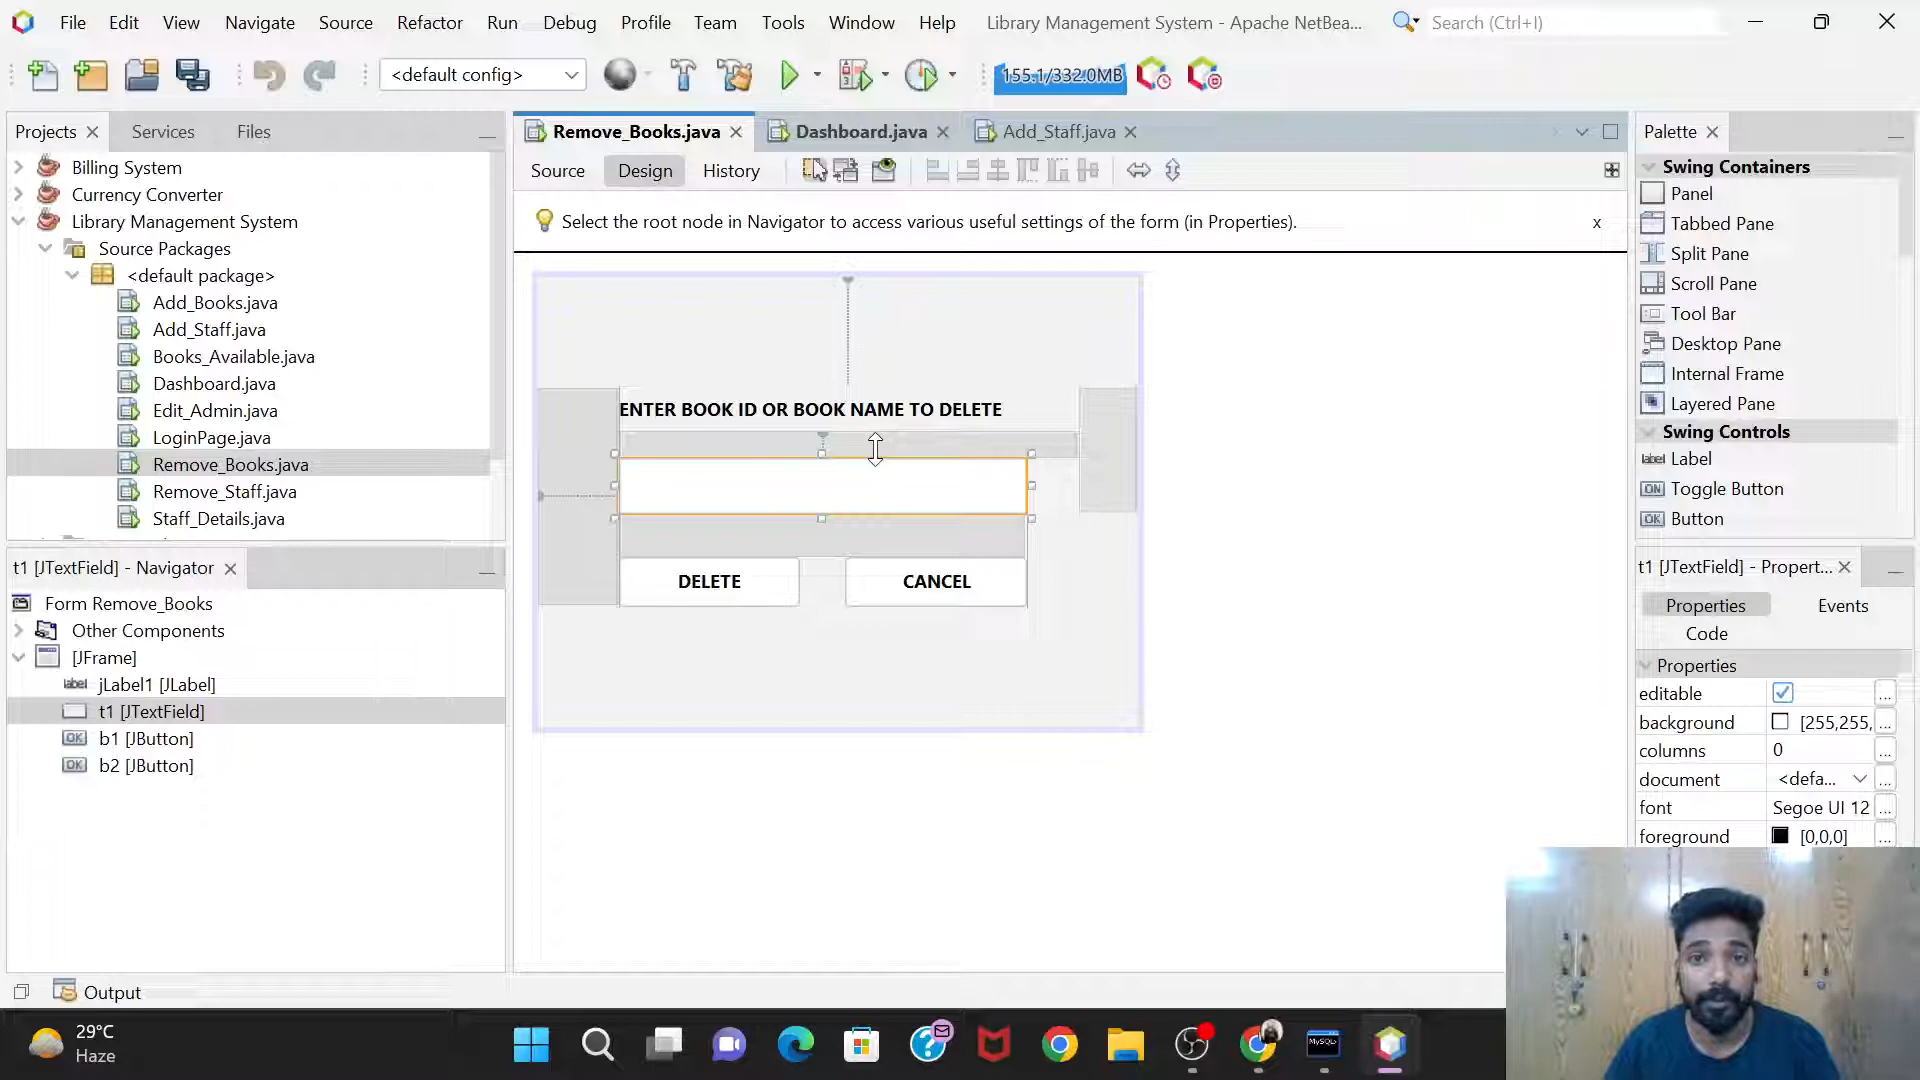 File Edit View Navigate Source Refactor Run Debug Profile Team Tools Window Help Library Management System - Apache NetBea... Search (Ctrl+I)
<default config> 155.1/332.0MB
Projects Services Files
Billing System
Currency Converter
Library Management System
Source Packages
<default package>
Add_Books.java
Add_Staff.java
Books_Available.java
Dashboard.java
Edit_Admin.java
LoginPage.java
Remove_Books.java
Remove_Staff.java
Staff_Details.java
t1 [JTextField] - Navigator
Form Remove_Books
Other Components
[JFrame]
label jLabel1 [JLabel]
t1 [JTextField]
OK b1 [JButton]
OK b2 [JButton]
Remove_Books.java Dashboard.java Add_Staff.java
Source Design History
Select the root node in Navigator to access various useful settings of the form (in Properties). x
ENTER BOOK ID OR BOOK NAME TO DELETE
DELETE CANCEL
Palette
Swing Containers
Panel
Tabbed Pane
Split Pane
Scroll Pane
Tool Bar
Desktop Pane
Internal Frame
Layered Pane
Swing Controls
label Label
ON Toggle Button
OK Button
t1 [JTextField] - Propert...
Properties Events
Code
Properties
editable ...
background [255,255, ...
columns 0 ...
document <defa... ...
font Segoe UI 12 ...
foreground [0,0,0] ...
Output
29°C
Haze
MySQL